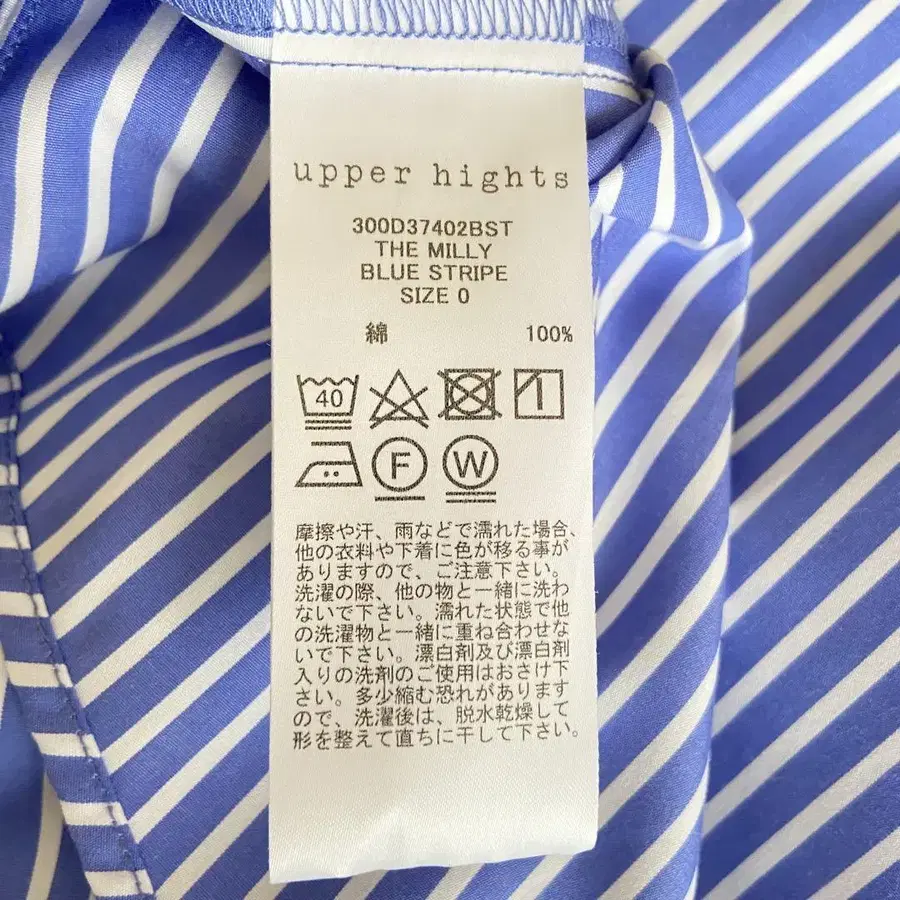 upper hights
300D37402BST
THE MILLY
BLUE STRIPE
SIZE 0
綿 100%
40
F W
摩擦や汗、雨などで濡れた場合、
他の衣料や下着に色が移る事が
ありますので、ご注意下さい。
洗濯の際、他の物と一緒に洗わ
ないで下さい。濡れた状態で他
の洗濯物と一緒に重ね合わせな
いで下さい。漂白剤及び漂白剤
入りの洗剤のご使用はおさけ下
さい。多少縮む恐れがあります
ので、洗濯後は、脱水乾燥して
形を整えて直ちに干して下さい。